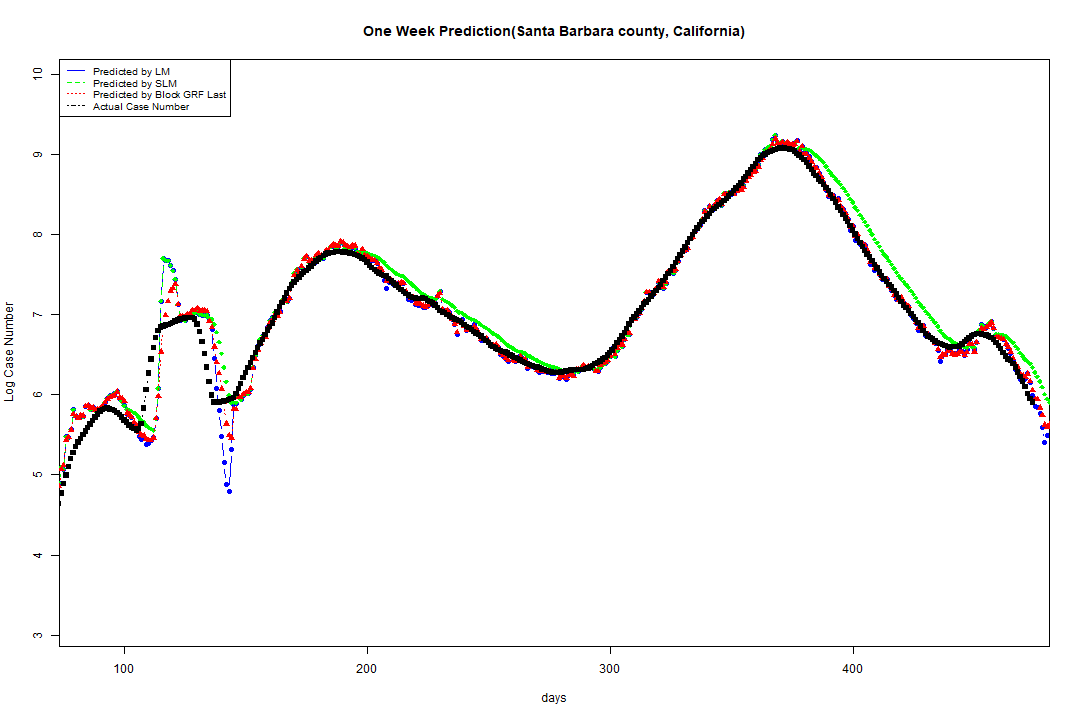 One Week Prediction(Santa Barbara county, California)
Predicted by LM
Predicted by SLM
Predicted by Block GRF Last
Actual Case Number
10
9
8
7
6
5
4
3
Log Case Number
100
200
300
400
days